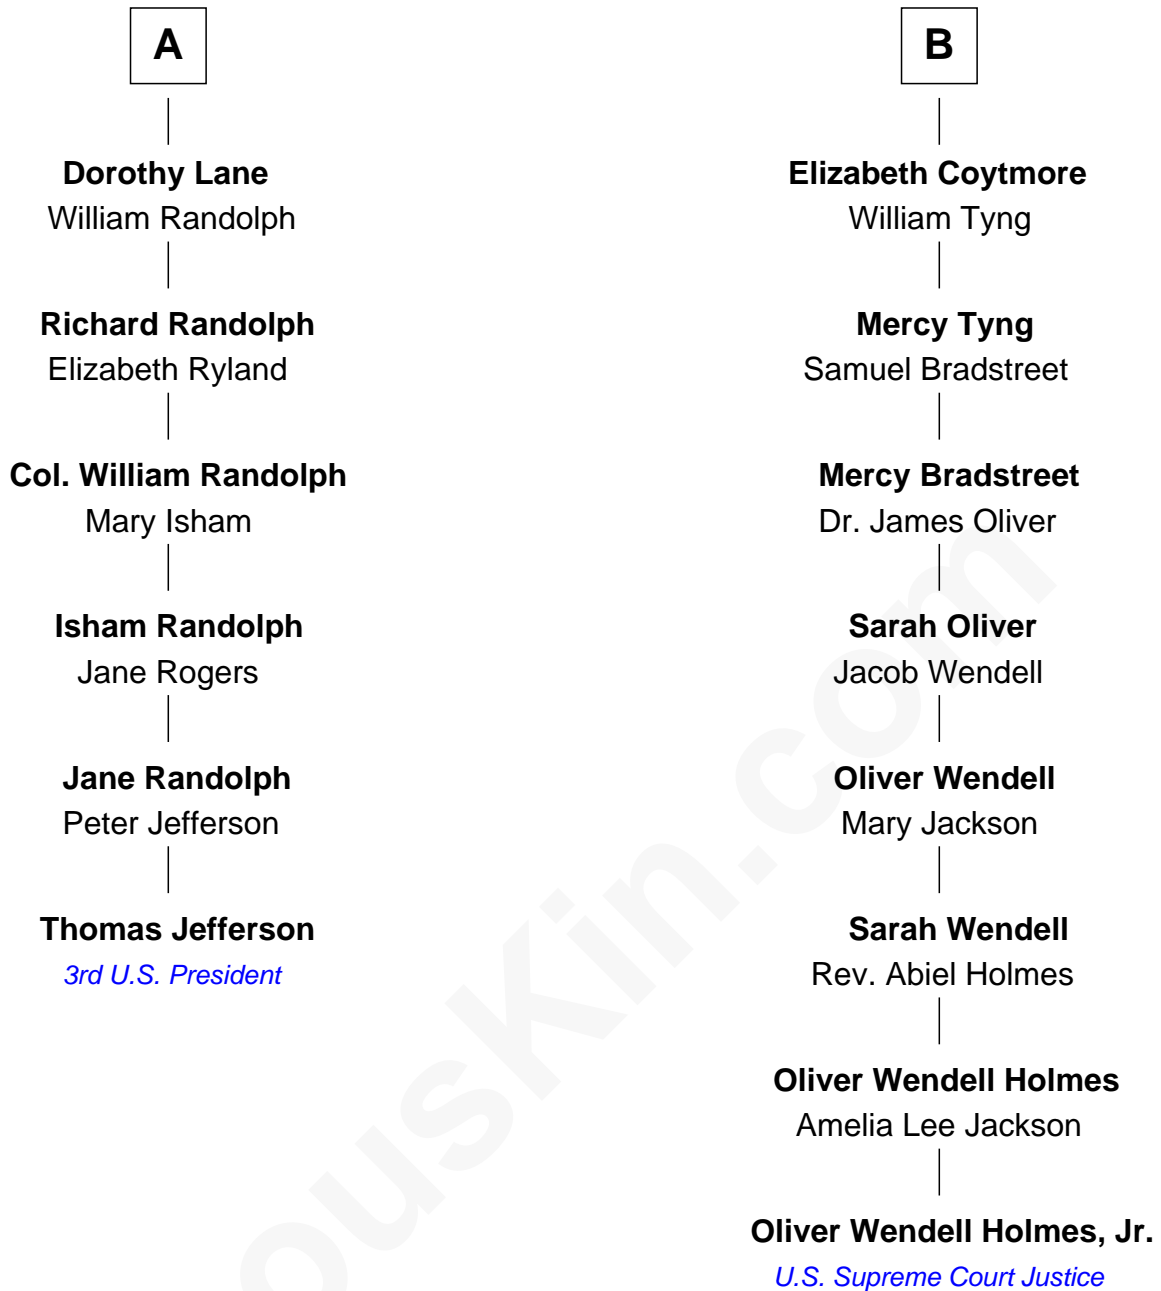 A
Dorothy Lane
William Randolph
Richard Randolph
Elizabeth Ryland
Col. William Randolph
Mary Isham
Isham Randolph
Jane Rogers
Jane Randolph
Peter Jefferson
Thomas Jefferson
3rd U.S. President
B
Elizabeth Coytmore
William Tyng
Mercy Tyng
Samuel Bradstreet
Mercy Bradstreet
Dr. James Oliver
Sarah Oliver
Jacob Wendell
Oliver Wendell
Mary Jackson
Sarah Wendell
Rev. Abiel Holmes
Oliver Wendell Holmes
Amelia Lee Jackson
Oliver Wendell Holmes, Jr.
U.S. Supreme Court Justice
ousKin.com